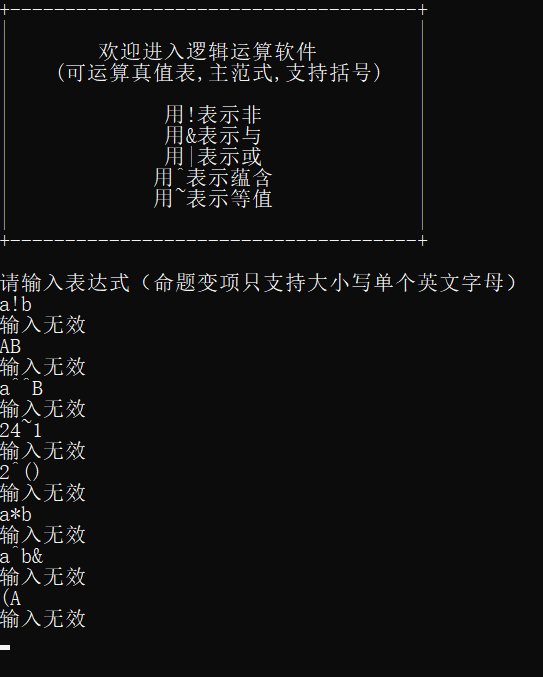 欢迎进入逻辑运算软件
(可运算真值表,主范式,支持括号)
用!表示非
用&表示与
用|表示或
用^表示蕴含
用~表示等值
请输入表达式（命题变项只支持大小写单个英文字母）
a!b
输入无效
AB
输入无效
a^^B
输入无效
24~1
输入无效
2^()
输入无效
a*b
输入无效
a^b&
输入无效
(A
输入无效